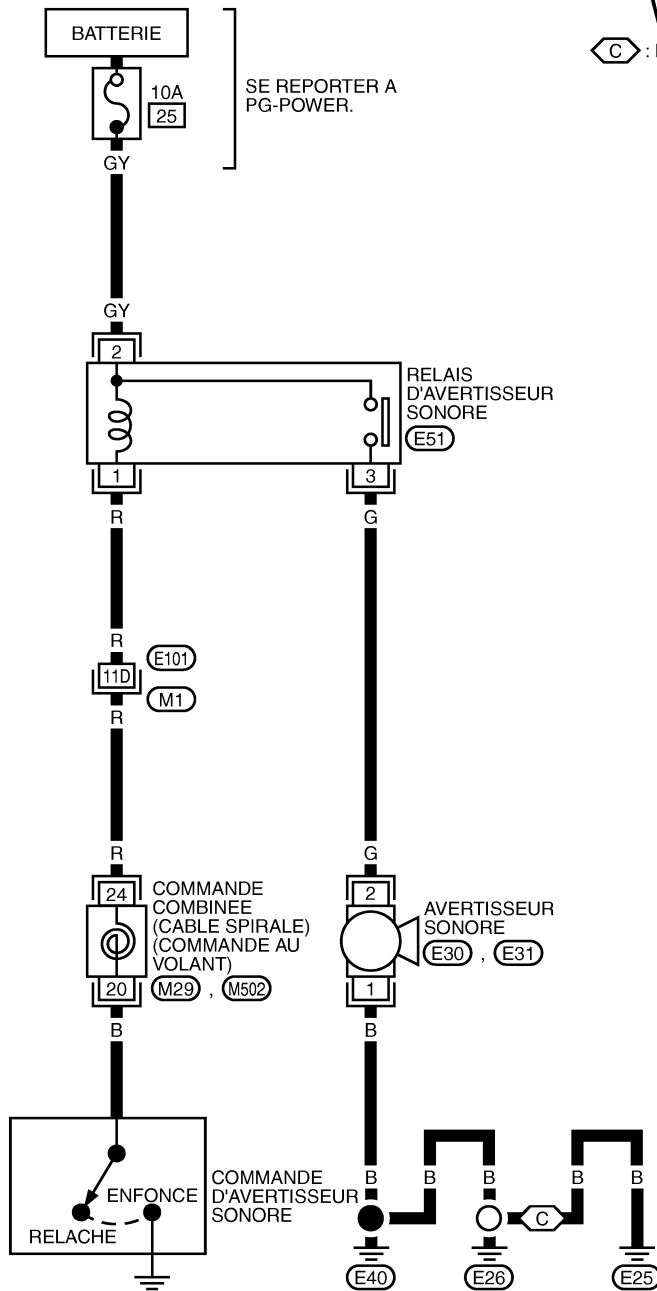 BATTERIE
C : 
10A
25
SE REPORTER A
PG-POWER.
GY
GY
2
RELAIS
D'AVERTISSEUR
SONORE
E51
1
3
R
G
R
E101
11D
M1
R
R
G
24
2
COMMANDE
COMBINEE
(CABLE SPIRALE)
(COMMANDE AU
VOLANT)
M29 , M502
AVERTISSEUR
SONORE
E30 , E31
20
1
B
B
COMMANDE
D'AVERTISSEUR
SONORE
ENFONCE
RELACHE
B
B
B
B
B
C
E40
E26
E25